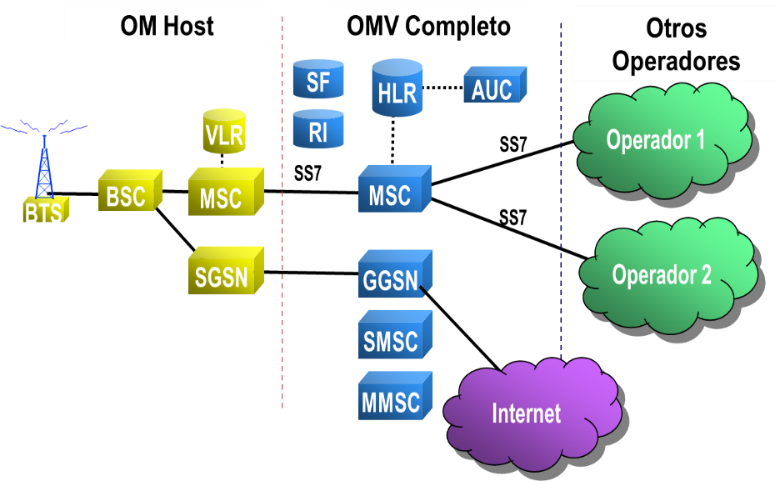 OM Host
OMV Completo
Otros
Operadores
SF
HLR
AUC
VLR
RI
SS7
Operador 1
BTS
BSC
MSC
SS7
MSC
SS7
SGSN
GGSN
Operador 2
SMSC
MMSC
Internet